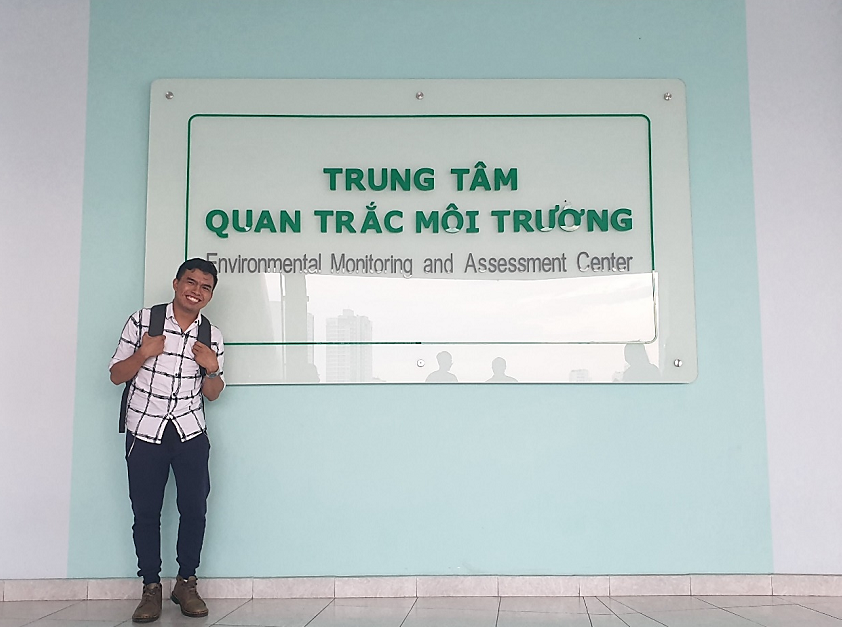 TRUNG TÂM
QUAN TRẮC MÔI TRƯỜNG
Environmental Monitoring and Assessment Center